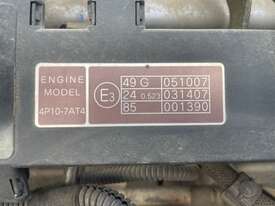 ENGINE
MODEL
4P10-7AT4
E3
49 G 051007
24 0.523 031407
85 001390